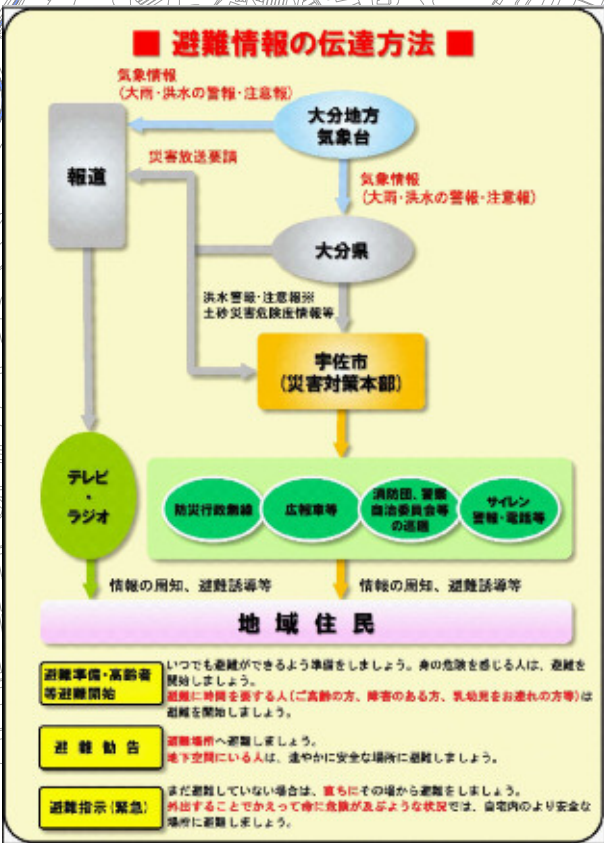 ■ 避難情報の伝達方法 ■
気象情報
(大雨・洪水の警報・注意報)
大分地方
気象台
報道
災害放送要請
気象情報
(大雨・洪水の警報・注意報)
大分県
洪水警報・注意報※
土砂災害危険度情報等
宇佐市
(災害対策本部)
テレビ
・
ラジオ
防災行政無線
広報車等
消防団、警察
自治委員会等
の巡回
サイレン
警報・電話等
情報の周知、避難誘導等
情報の周知、避難誘導等
地域住民
避難準備・高齢者
等避難開始
いつでも避難ができるよう準備をしましょう。身の危険を感じる人は、避難を
開始しましょう。
避難に時間を要する人(ご高齢の方、障害のある方、乳幼児をお連れの方等)は
避難を開始しましょう。
避難勧告
避難場所へ避難しましょう。
地下空間にいる人は、速やかに安全な場所に避難しましょう。
避難指示(緊急)
まだ避難していない場合は、直ちにその場から避難をしましょう。
外出することでかえって命に危険が及ぶような状況では、自宅内のより安全な
場所に避難しましょう。